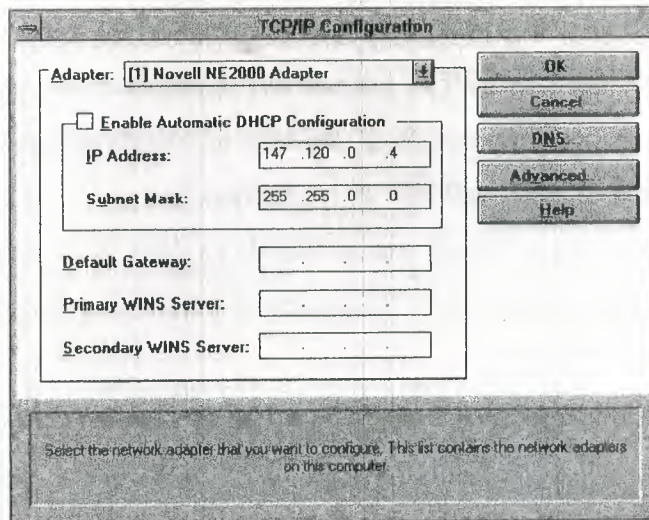 TCP/IP Configuration
Adapter: [1] Novell NE2000 Adapter
Enable Automatic DHCP Configuration
IP Address: 147 .120 .0 .4
Subnet Mask: 255 .255 .0 .0
Default Gateway: . . .
Primary WINS Server: . . .
Secondary WINS Server: . . .
OK
Cancel
DNS...
Advanced...
Help
Select the network adapter that you want to configure. This list contains the network adapters
on this computer.